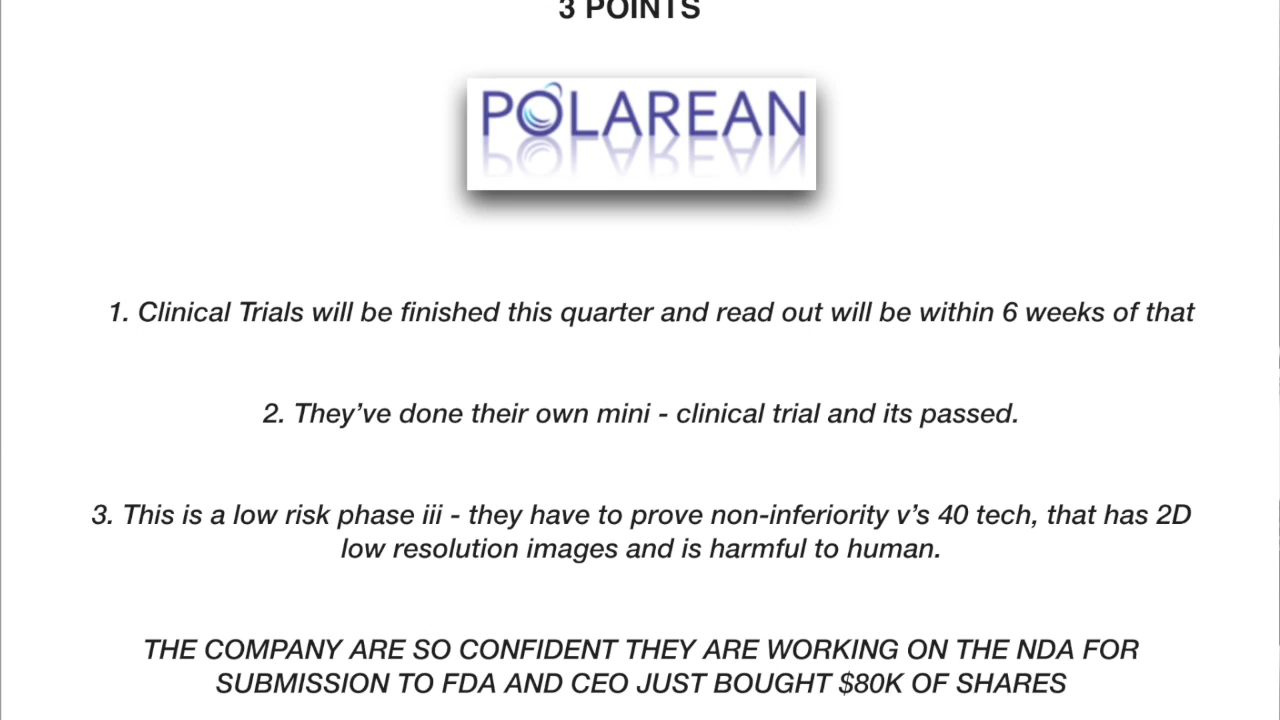 3 POINTS
POLAREAN
1. Clinical Trials will be finished this quarter and read out will be within 6 weeks of that
2. They’ve done their own mini - clinical trial and its passed.
3. This is a low risk phase iii - they have to prove non-inferiority v’s 40 tech, that has 2D
low resolution images and is harmful to human.
THE COMPANY ARE SO CONFIDENT THEY ARE WORKING ON THE NDA FOR
SUBMISSION TO FDA AND CEO JUST BOUGHT $80K OF SHARES